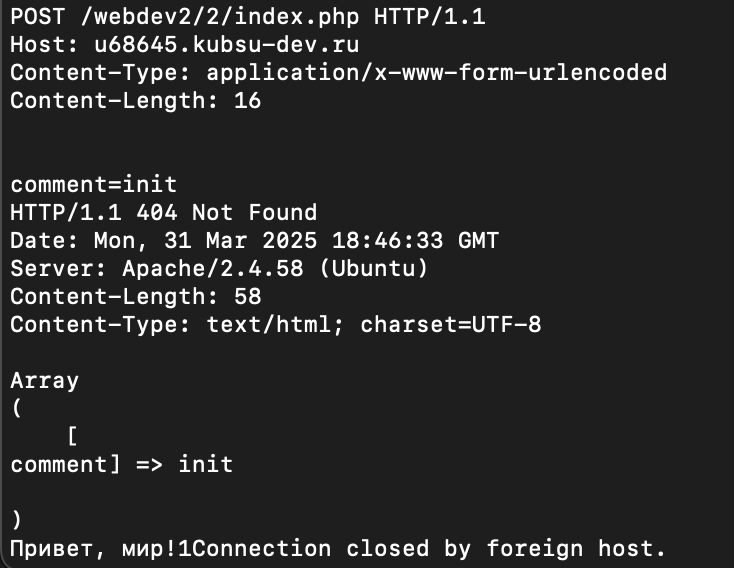 POST /webdev2/2/index.php HTTP/1.1
Host: u68645.kubsu-dev.ru
Content-Type: application/x-www-form-urlencoded
Content-Length: 16
comment=init
HTTP/1.1 404 Not Found
Date: Mon, 31 Mar 2025 18:46:33 GMT
Server: Apache/2.4.58 (Ubuntu)
Content-Length: 58
Content-Type: text/html; charset=UTF-8
Array
(
    [
comment] => init
)
Привет, мир!1Connection closed by foreign host.